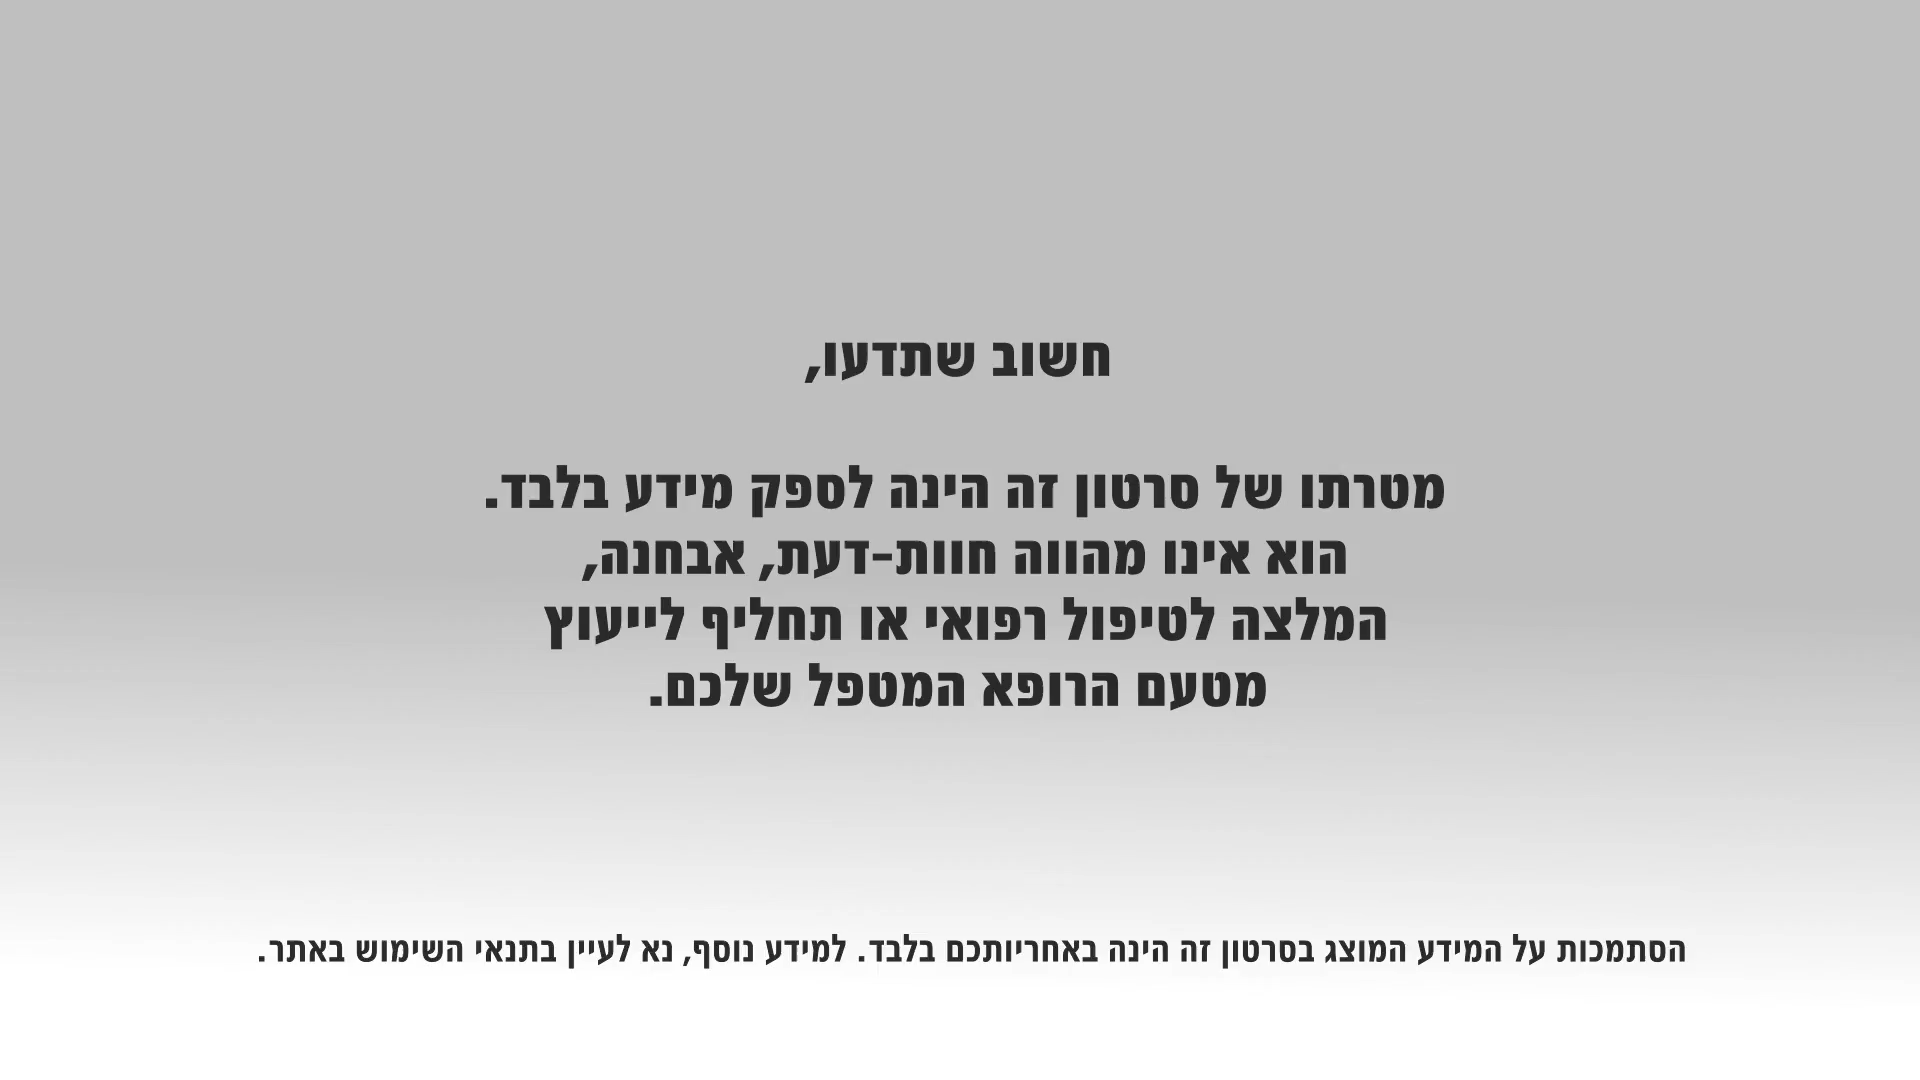 חשוב שתדעו,
מטרתו של סרטון זה הינה לספק מידע בלבד.
הוא אינו מהווה חוות-דעת, אבחנה,
המלצה לטיפול רפואי או תחליף לייעוץ
מטעם הרופא המטפל שלכם.
הסתמכות על המידע המוצג בסרטון זה הינה באחריותכם בלבד. למידע נוסף, נא לעיין בתנאי השימוש באתר.